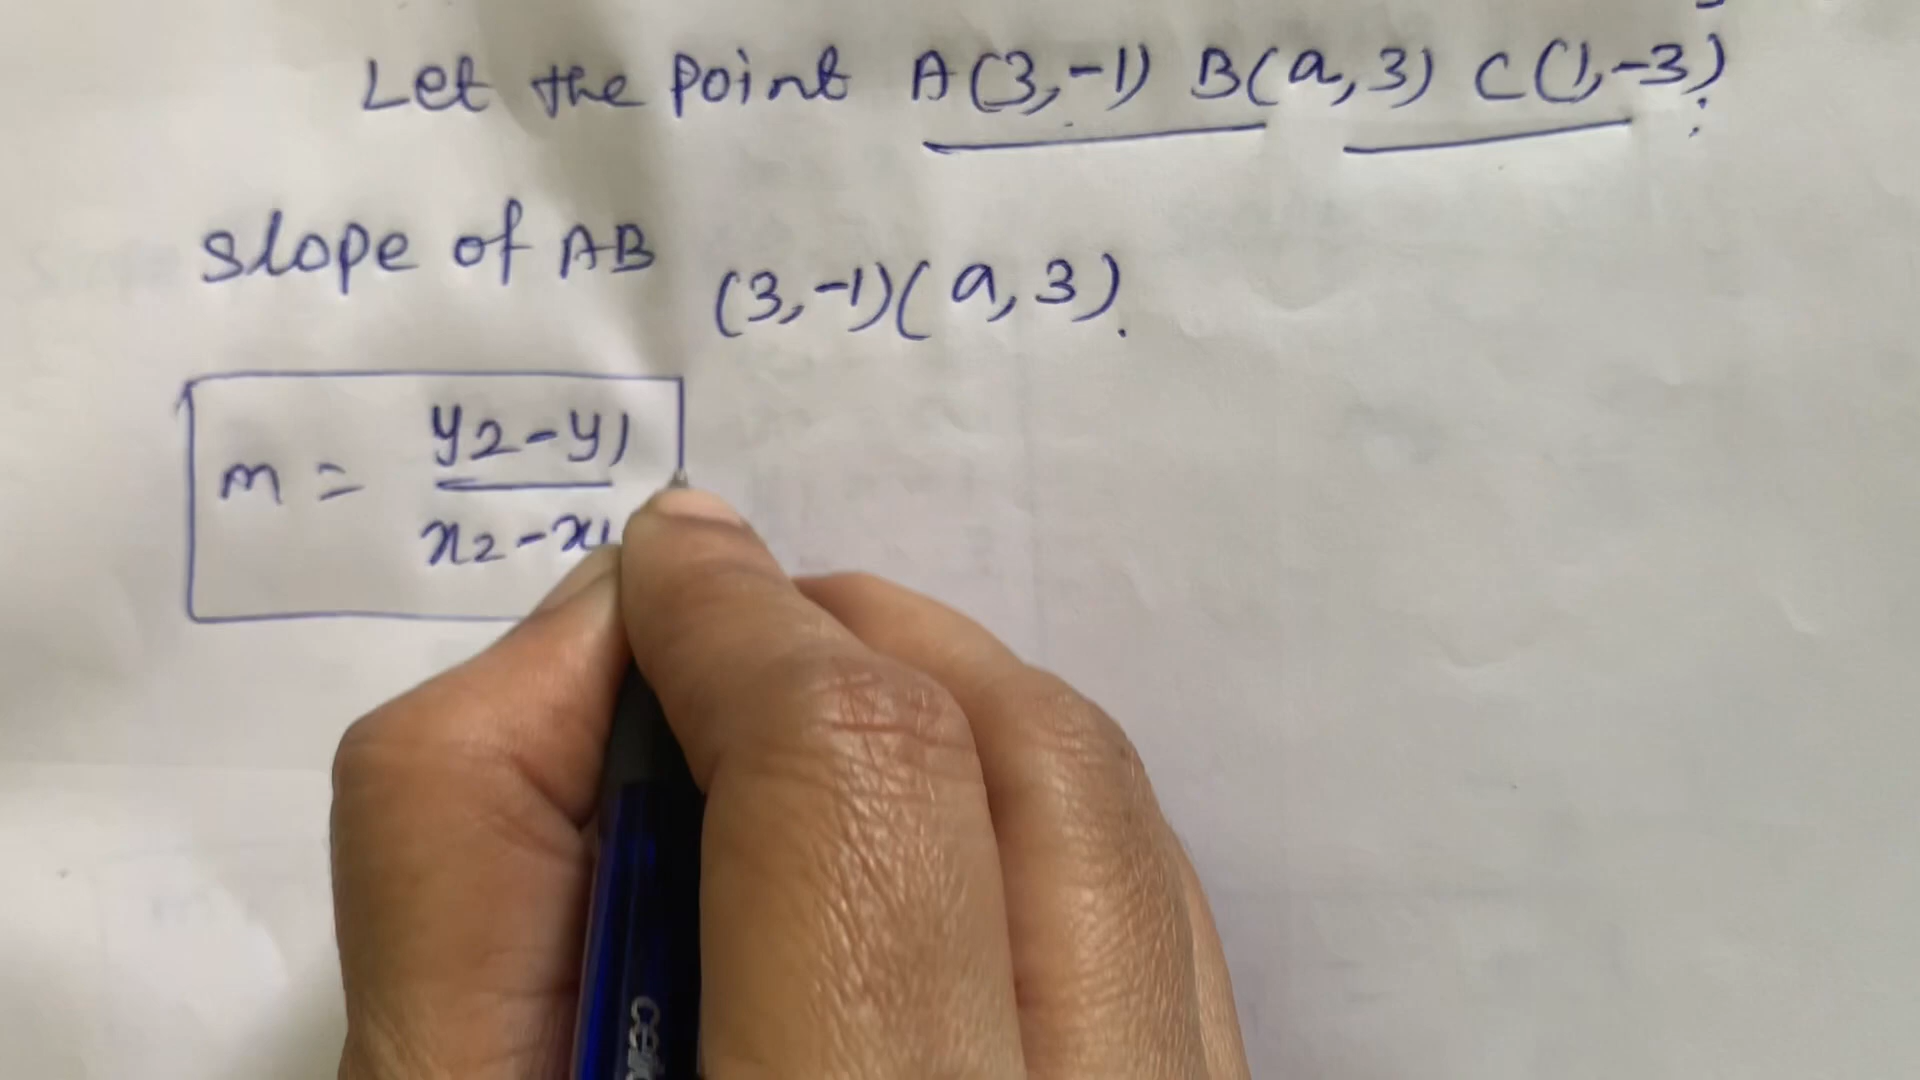 Let the point A(3,-1) B(a,3) C(1,-3)?
slope of AB (3,-1)(a,3).
m = y2-y1
x2-x1